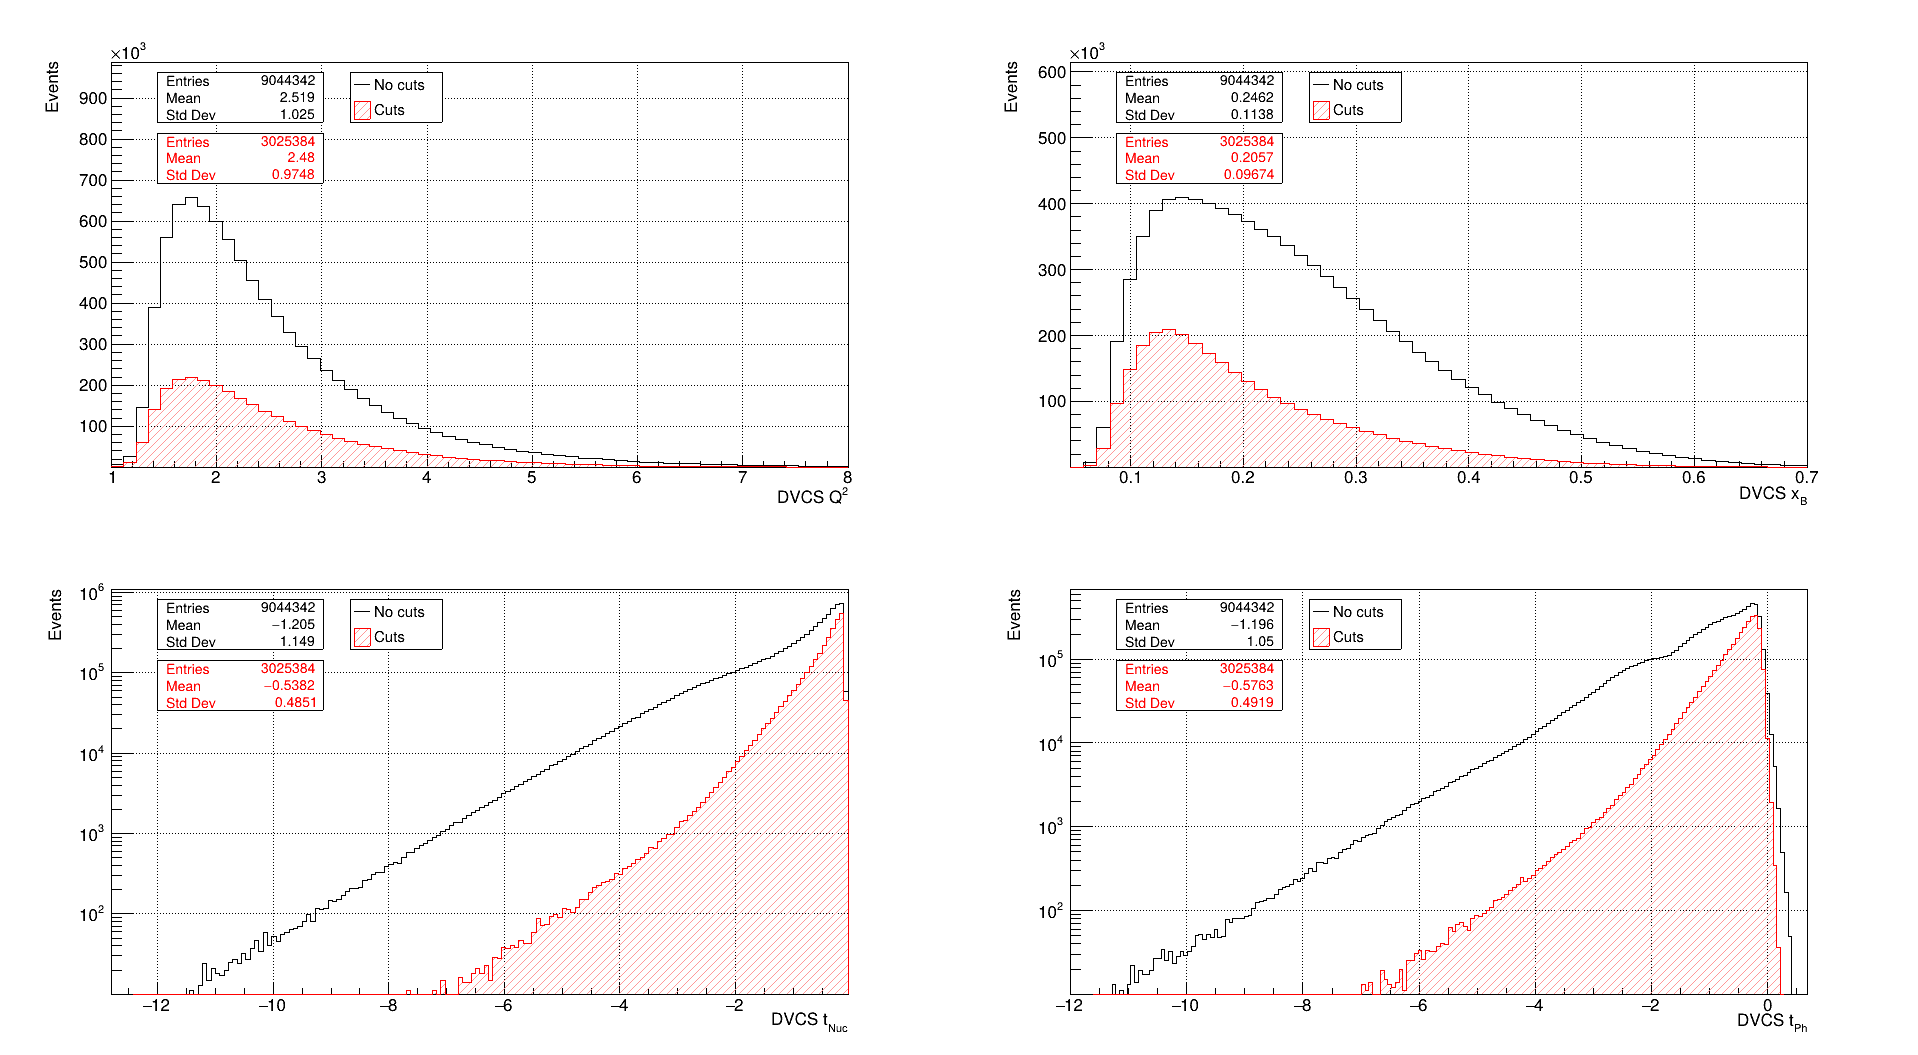 ×10³
Events
Entries 9044342
Mean 2.519
Std Dev 1.025
Entries 3025384
Mean 2.48
Std Dev 0.9748
No cuts
Cuts
900
800
700
600
500
400
300
200
100
1 2 3 4 5 6 7 8
DVCS Q²
×10³
Events
Entries 9044342
Mean 0.2462
Std Dev 0.1138
Entries 3025384
Mean 0.2057
Std Dev 0.09674
No cuts
Cuts
600
500
400
300
200
100
0.1 0.2 0.3 0.4 0.5 0.6 0.7
DVCS x_B
Events
Entries 9044342
Mean −1.205
Std Dev 1.149
Entries 3025384
Mean −0.5382
Std Dev 0.4851
No cuts
Cuts
10⁶
10⁵
10⁴
10³
10²
−12 −10 −8 −6 −4 −2
DVCS t_Nuc
Events
Entries 9044342
Mean −1.196
Std Dev 1.05
Entries 3025384
Mean −0.5763
Std Dev 0.4919
No cuts
Cuts
10⁵
10⁴
10³
10²
−12 −10 −8 −6 −4 −2 0
DVCS t_Ph